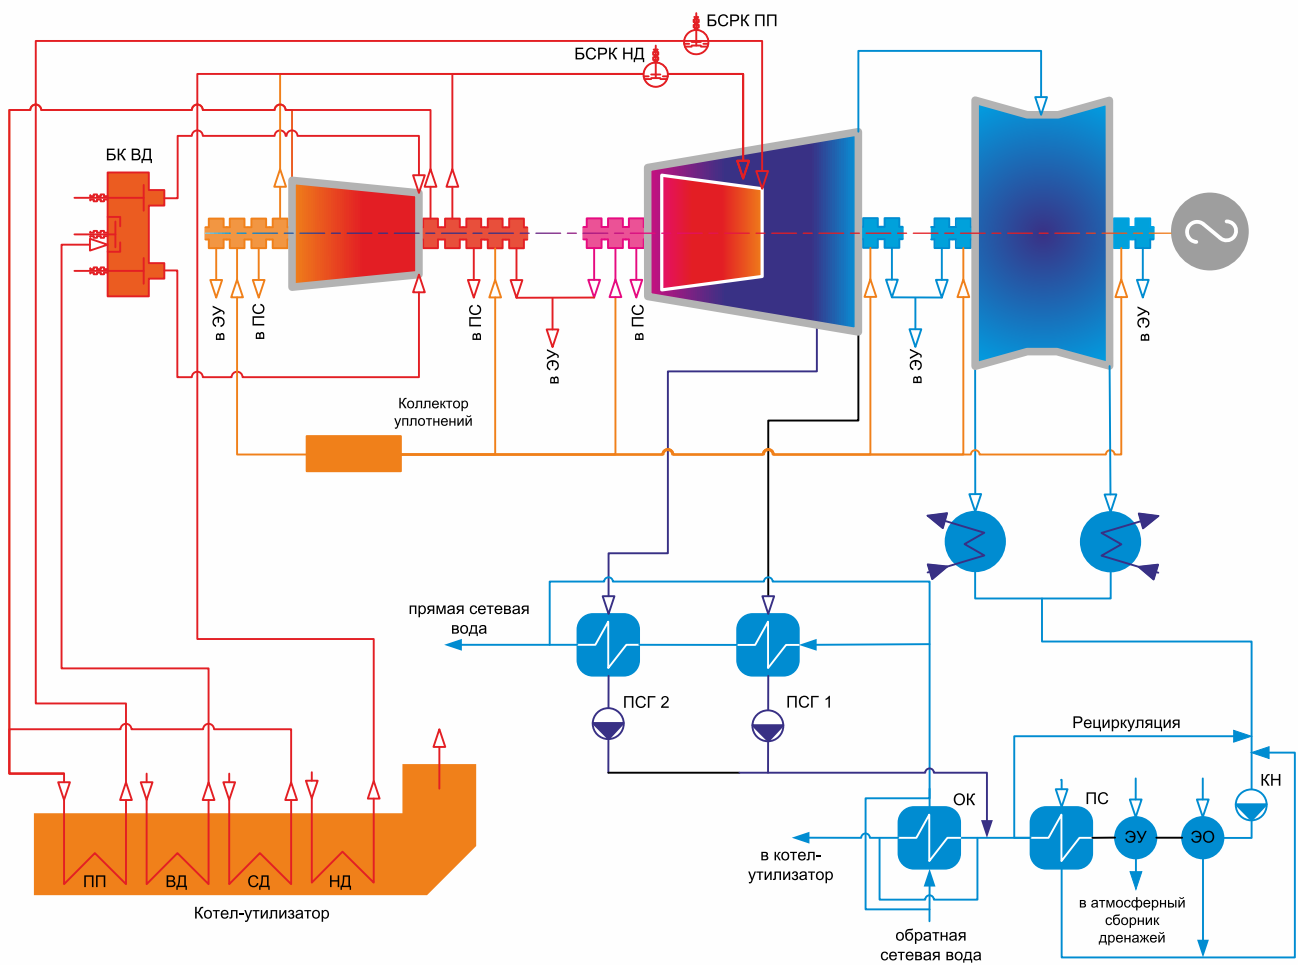 БСРК ПП
БСРК НД
БК ВД
в ЭУ
в ПС
в ПС
в ЭУ
в ПС
в ЭУ
в ЭУ
Коллектор
уплотнений
прямая сетевая
вода
ПСГ 2
ПСГ 1
Рециркуляция
КН
ОК
ПС
ЭУ
ЭО
в котел-
утилизатор
ПП
ВД
СД
НД
Котел-утилизатор
в атмосферный
сборник
дренажей
обратная
сетевая вода